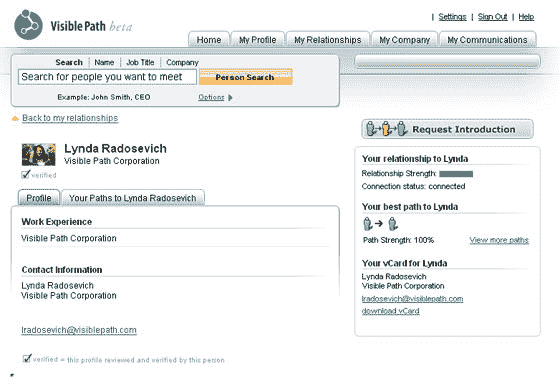 Visible Path beta
| Settings | Sign Out | Help
Home
My Profile
My Relationships
My Company
My Communications
Search | Name | Job Title | Company
Search for people you want to meet
Person Search
Example: John Smith, CEO
Options
Back to my relationships
Request Introduction
Lynda Radosevich
Visible Path Corporation
verified
Profile
Your Paths to Lynda Radosevich
Work Experience
Visible Path Corporation
Contact Information
Lynda Radosevich
Visible Path Corporation
lradosevich@visiblepath.com
verified = this profile reviewed and verified by this person
Your relationship to Lynda
Relationship Strength:
Connection status: connected
Your best path to Lynda
Path Strength: 100%
View more paths
Your vCard for Lynda
Lynda Radosevich
Visible Path Corporation
lradosevich@visiblepath.com
download vCard